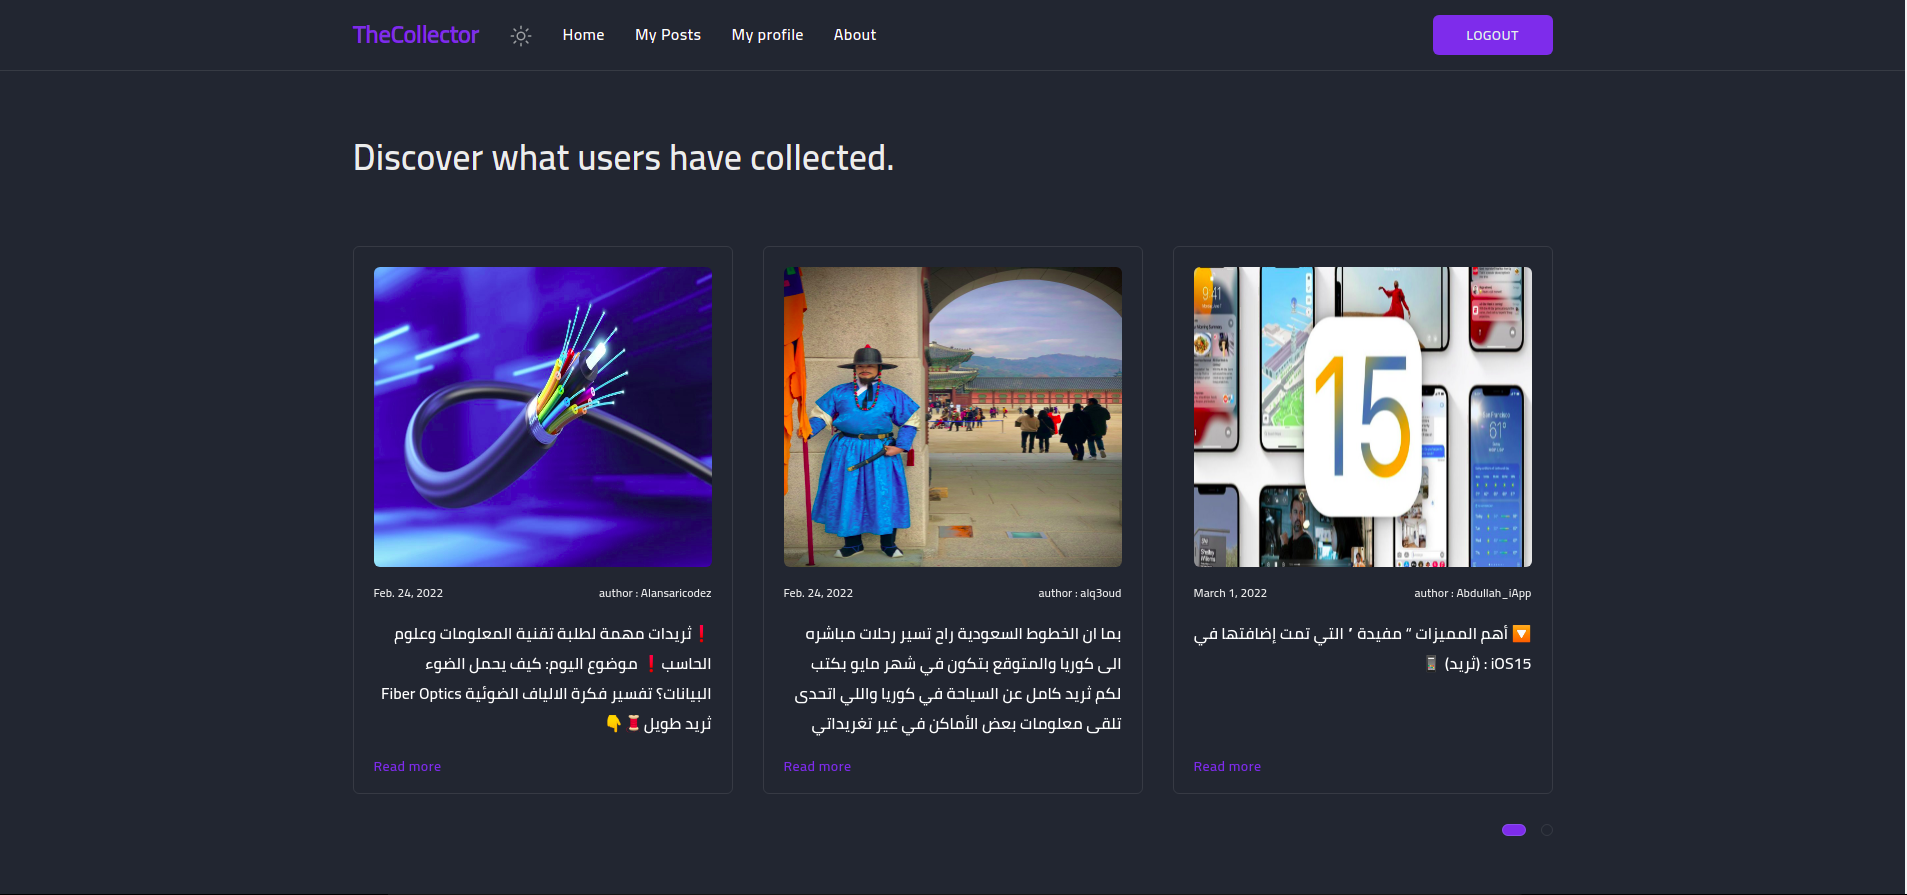 TheCollector
Home
My Posts
My profile
About
LOGOUT
Discover what users have collected.
Feb. 24, 2022
author : Alansaricodez
❗ ثريدات مهمة لطلبة تقنية المعلومات وعلوم
الحاسب❗ موضوع اليوم: كيف يحمل الضوء
البيانات؟ تفسير فكرة الالياف الضوئية Fiber Optics
ثريد طويل🧵👇
Read more
Feb. 24, 2022
author : alq3oud
بما ان الخطوط السعودية راح تسير رحلات مباشره
الى كوريا والمتوقع بتكون في شهر مايو بكتب
لكم ثريد كامل عن السياحة في كوريا واللي اتحدى
تلقى معلومات بعض الأماكن في غير تغريداتي
Read more
9:41
15
San Francisco
61°
March 1, 2022
author : Abdullah_iApp
🔽 أهم المميزات “ مفيدة ” التي تمت إضافتها في
iOS15 : (ثريد) 📱
Read more